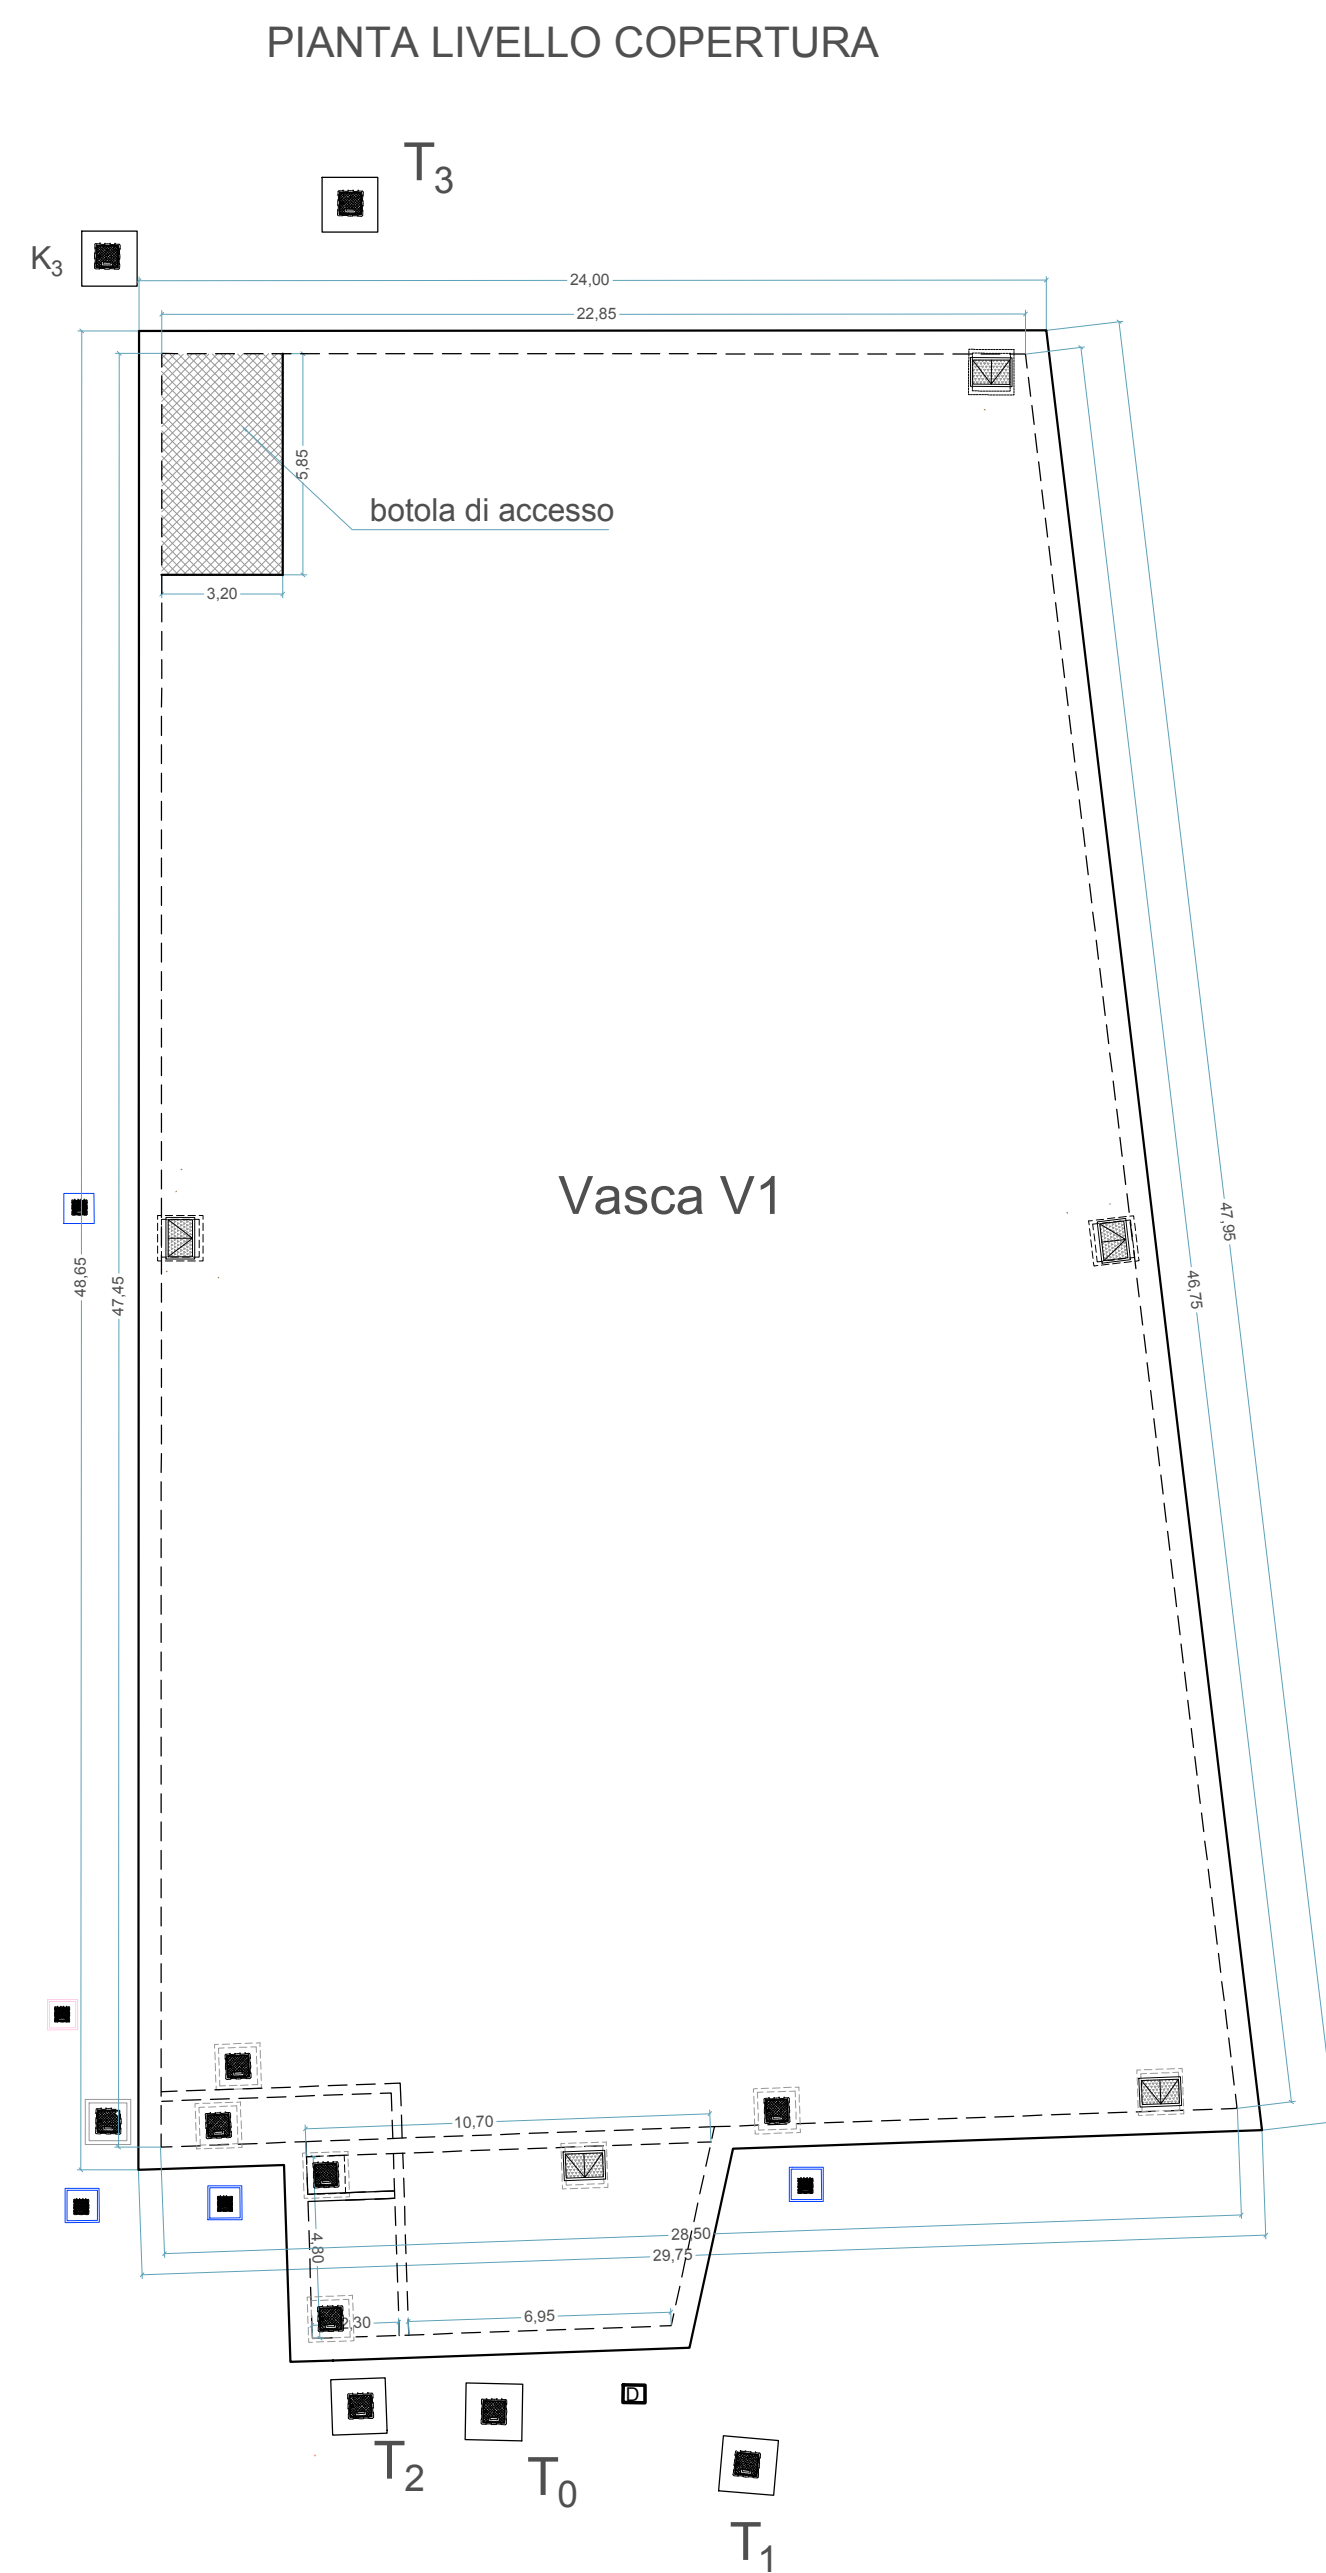 PIANTA LIVELLO COPERTURA
T3
K3
24,00
22,85
5,85
botola di accesso
3,20
Vasca V1
47,95
48,65
47,45
46,75
10,70
28,50
4,80
29,75
2,30
6,95
D
T2
T0
T1